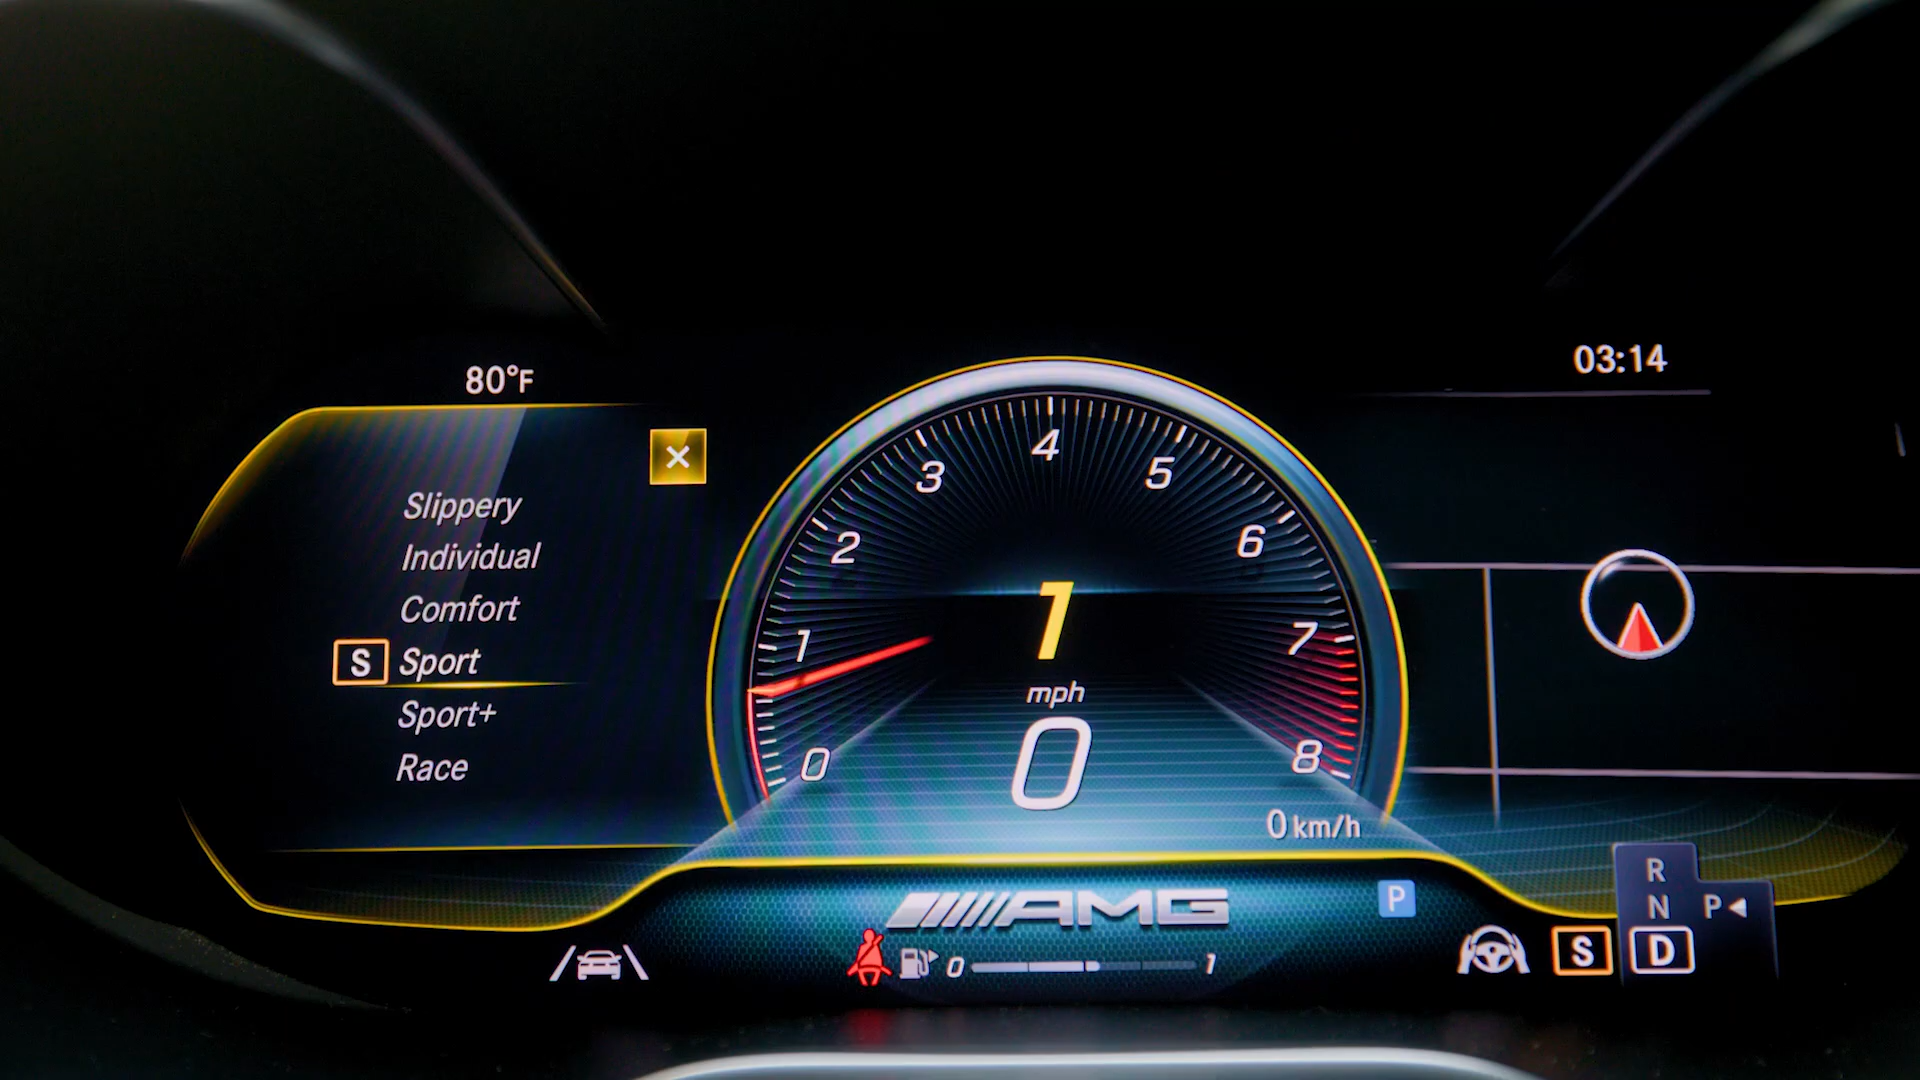 80°F
03:14
Slippery
Individual
Comfort
S Sport
Sport+
Race
0 1 2 3 4 5 6 7 8
1
mph
0
0 km/h
AMG
P
0 1
S
R
N
D
P